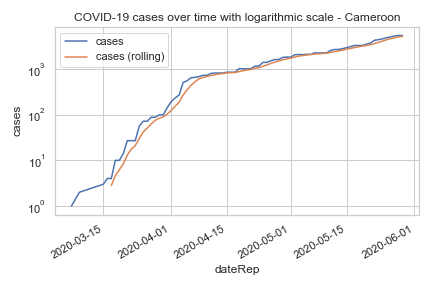 COVID-19 cases over time with logarithmic scale - Cameroon
cases
cases (rolling)
10³
10²
10¹
10⁰
cases
2020-03-15
2020-04-01
2020-04-15
2020-05-01
2020-05-15
2020-06-01
dateRep